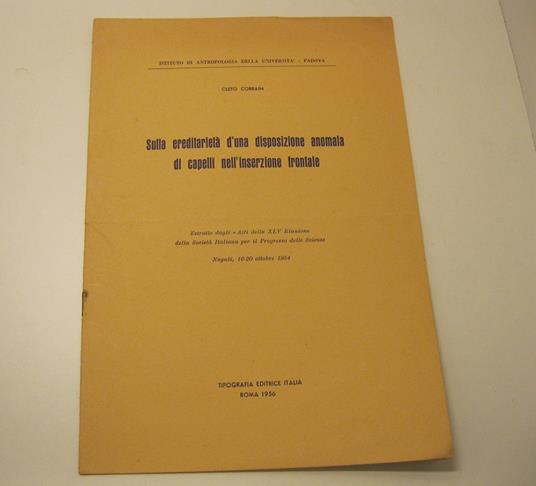 ISTITUTO DI ANTROPOLOGIA DELLA UNIVERSITA' - PADOVA
CLETO CORRAIN
Sulla ereditarietà d'una disposizione anomala
di capelli nell'inserzione frontale
Estratto dagli « Atti della XLV Riunione
della Società Italiana per il Progresso delle Scienze
Napoli, 16-20 ottobre 1954
TIPOGRAFIA EDITRICE ITALIA
ROMA 1956